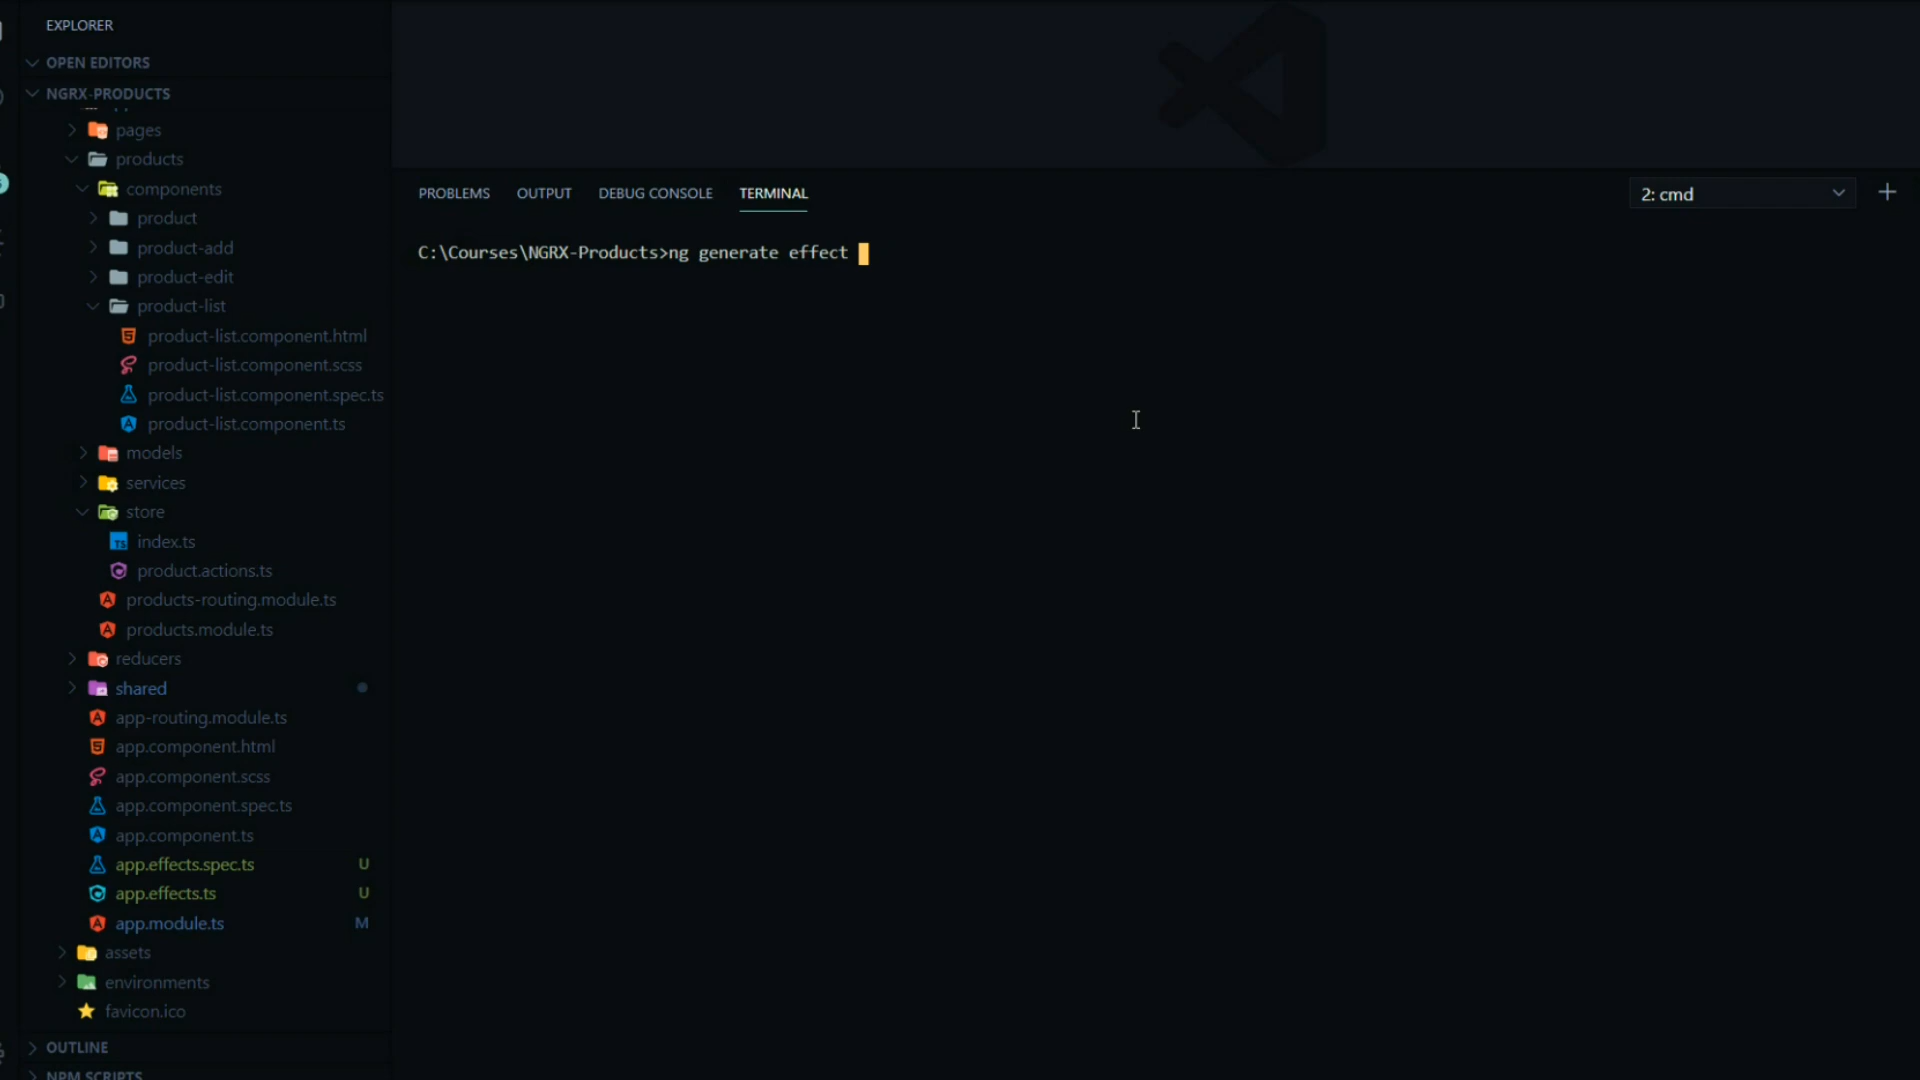 EXPLORER
OPEN EDITORS
NGRX-PRODUCTS
pages
products
components
product
product-add
product-edit
product-list
product-list.component.html
product-list.component.scss
product-list.component.spec.ts
product-list.component.ts
models
services
store
index.ts
product.actions.ts
products-routing.module.ts
products.module.ts
reducers
shared
app-routing.module.ts
app.component.html
app.component.scss
app.component.spec.ts
app.component.ts
app.effects.spec.ts U
app.effects.ts U
app.module.ts M
assets
environments
favicon.ico
OUTLINE
NPM SCRIPTS
PROBLEMS OUTPUT DEBUG CONSOLE TERMINAL
2: cmd
C:\Courses\NGRX-Products>ng generate effect